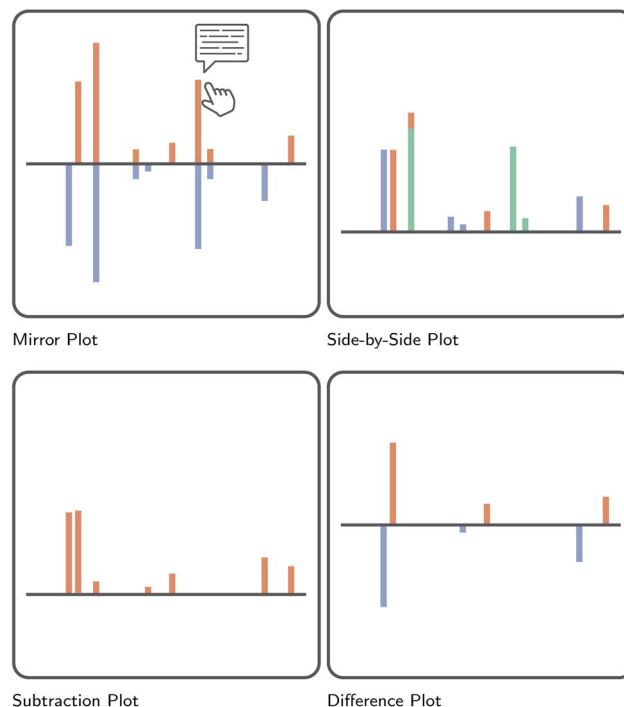 Mirror Plot
Side-by-Side Plot
Subtraction Plot
Difference Plot